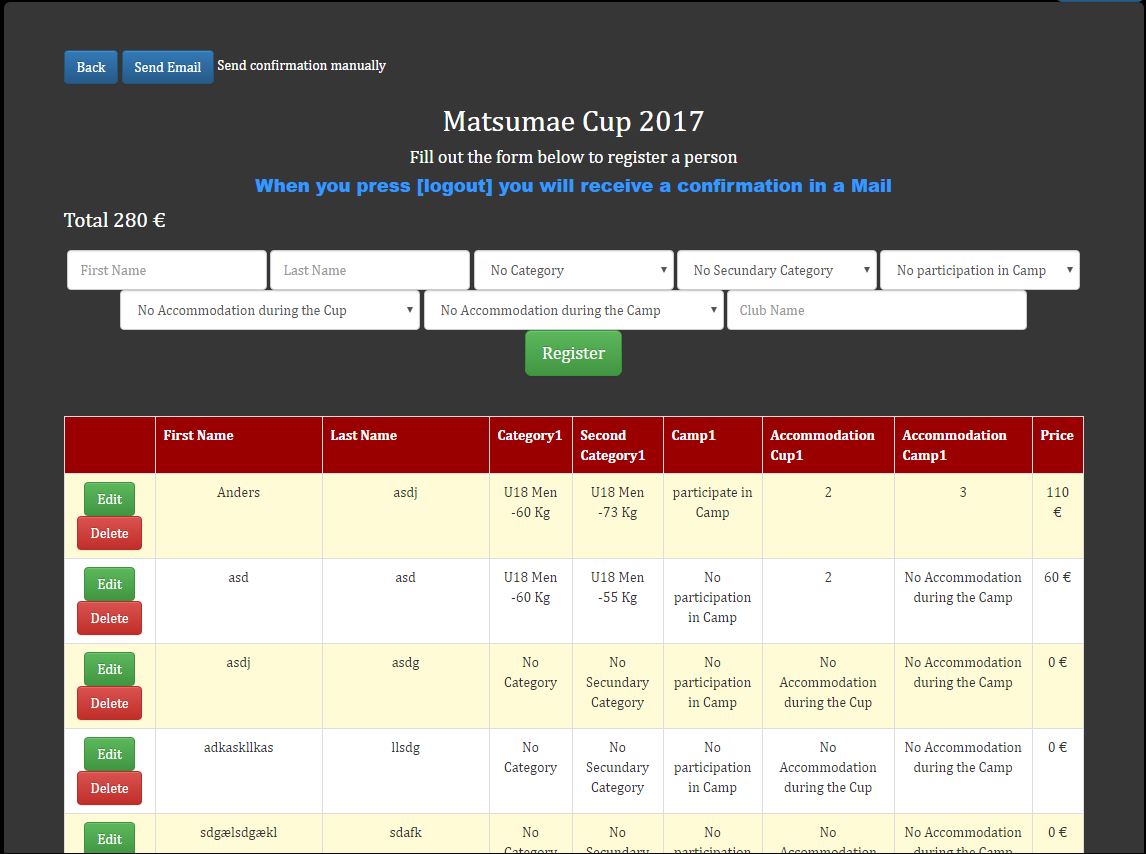 Back Send Email Send confirmation manually
Matsumae Cup 2017
Fill out the form below to register a person
When you press [logout] you will receive a confirmation in a Mail
Total 280 €
First Name Last Name No Category No Secundary Category No participation in Camp
No Accommodation during the Cup No Accommodation during the Camp Club Name
Register
First Name Last Name Category1 Second Camp1 Accommodation Accommodation Price
Category1 Cup1 Camp1
Edit Anders asdj U18 Men U18 Men participate in 2 3 110
-60 Kg -73 Kg Camp €
Delete
Edit asd asd U18 Men U18 Men No 2 No Accommodation 60 €
-60 Kg -55 Kg participation during the Camp
Delete in Camp
Edit asdj asdg No No No No No Accommodation 0 €
Category Secundary participation Accommodation during the Camp
Delete Category in Camp during the Cup
Edit adkaskllkas llsdg No No No No No Accommodation 0 €
Category Secundary participation Accommodation during the Camp
Delete Category in Camp during the Cup
Edit sdgælsdgækl sdafk No No No No No Accommodation 0 €
Category Secundary participation Accommodation during the Camp